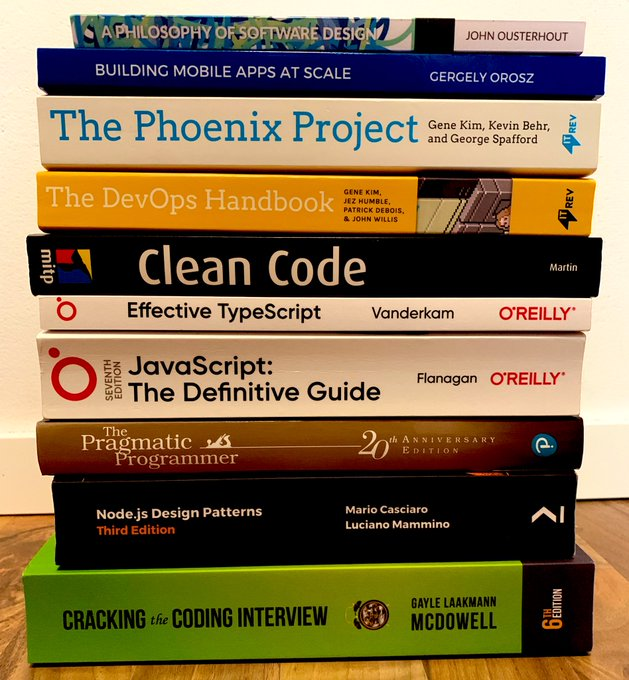 A PHILOSOPHY OF SOFTWARE DESIGN JOHN OUSTERHOUT
BUILDING MOBILE APPS AT SCALE GERGELY OROSZ
The Phoenix Project
Gene Kim, Kevin Behr,
and George Spafford
IT REV
The DevOps Handbook
GENE KIM,
JEZ HUMBLE,
PATRICK DEBOIS,
& JOHN WILLIS
IT REV
mitp
Clean Code
Martin
Effective TypeScript Vanderkam O'REILLY®
SEVENTH
EDITION
JavaScript:
The Definitive Guide
Flanagan O'REILLY®
The
Pragmatic
Programmer
20th ANNIVERSARY
EDITION
Node.js Design Patterns
Third Edition
Mario Casciaro
Luciano Mammino
CRACKING the CODING INTERVIEW
GAYLE LAAKMANN
MCDOWELL
6TH
EDITION